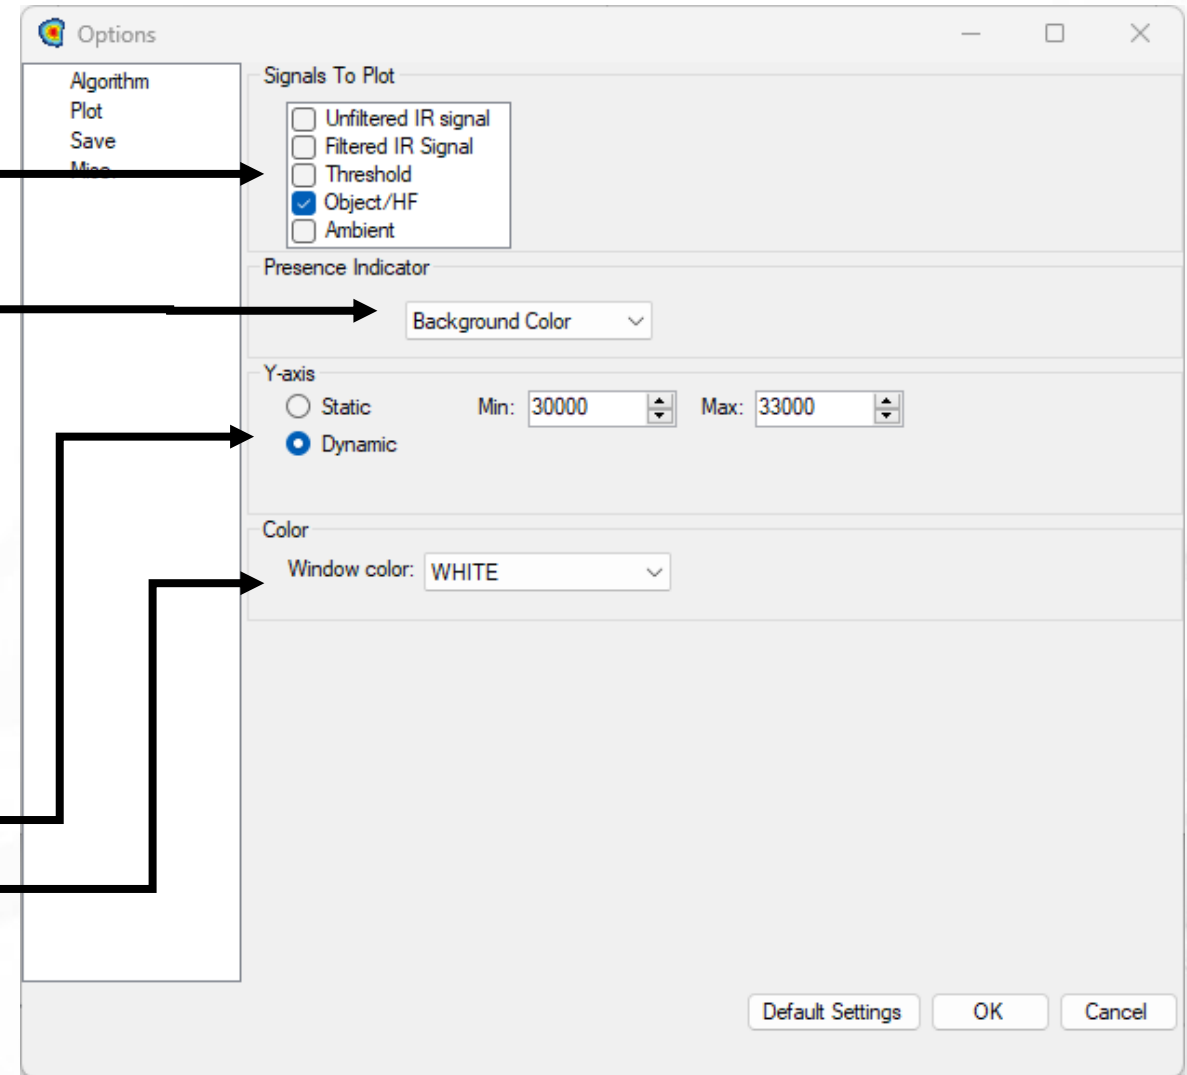 Options
Algorithm
Plot
Save
Misc.
Signals To Plot
Unfiltered IR signal
Filtered IR Signal
Threshold
Object/HF
Ambient
Presence Indicator
Background Color
Y-axis
Static Min: 30000 Max: 33000
Dynamic
Color
Window color: WHITE
Default Settings OK Cancel